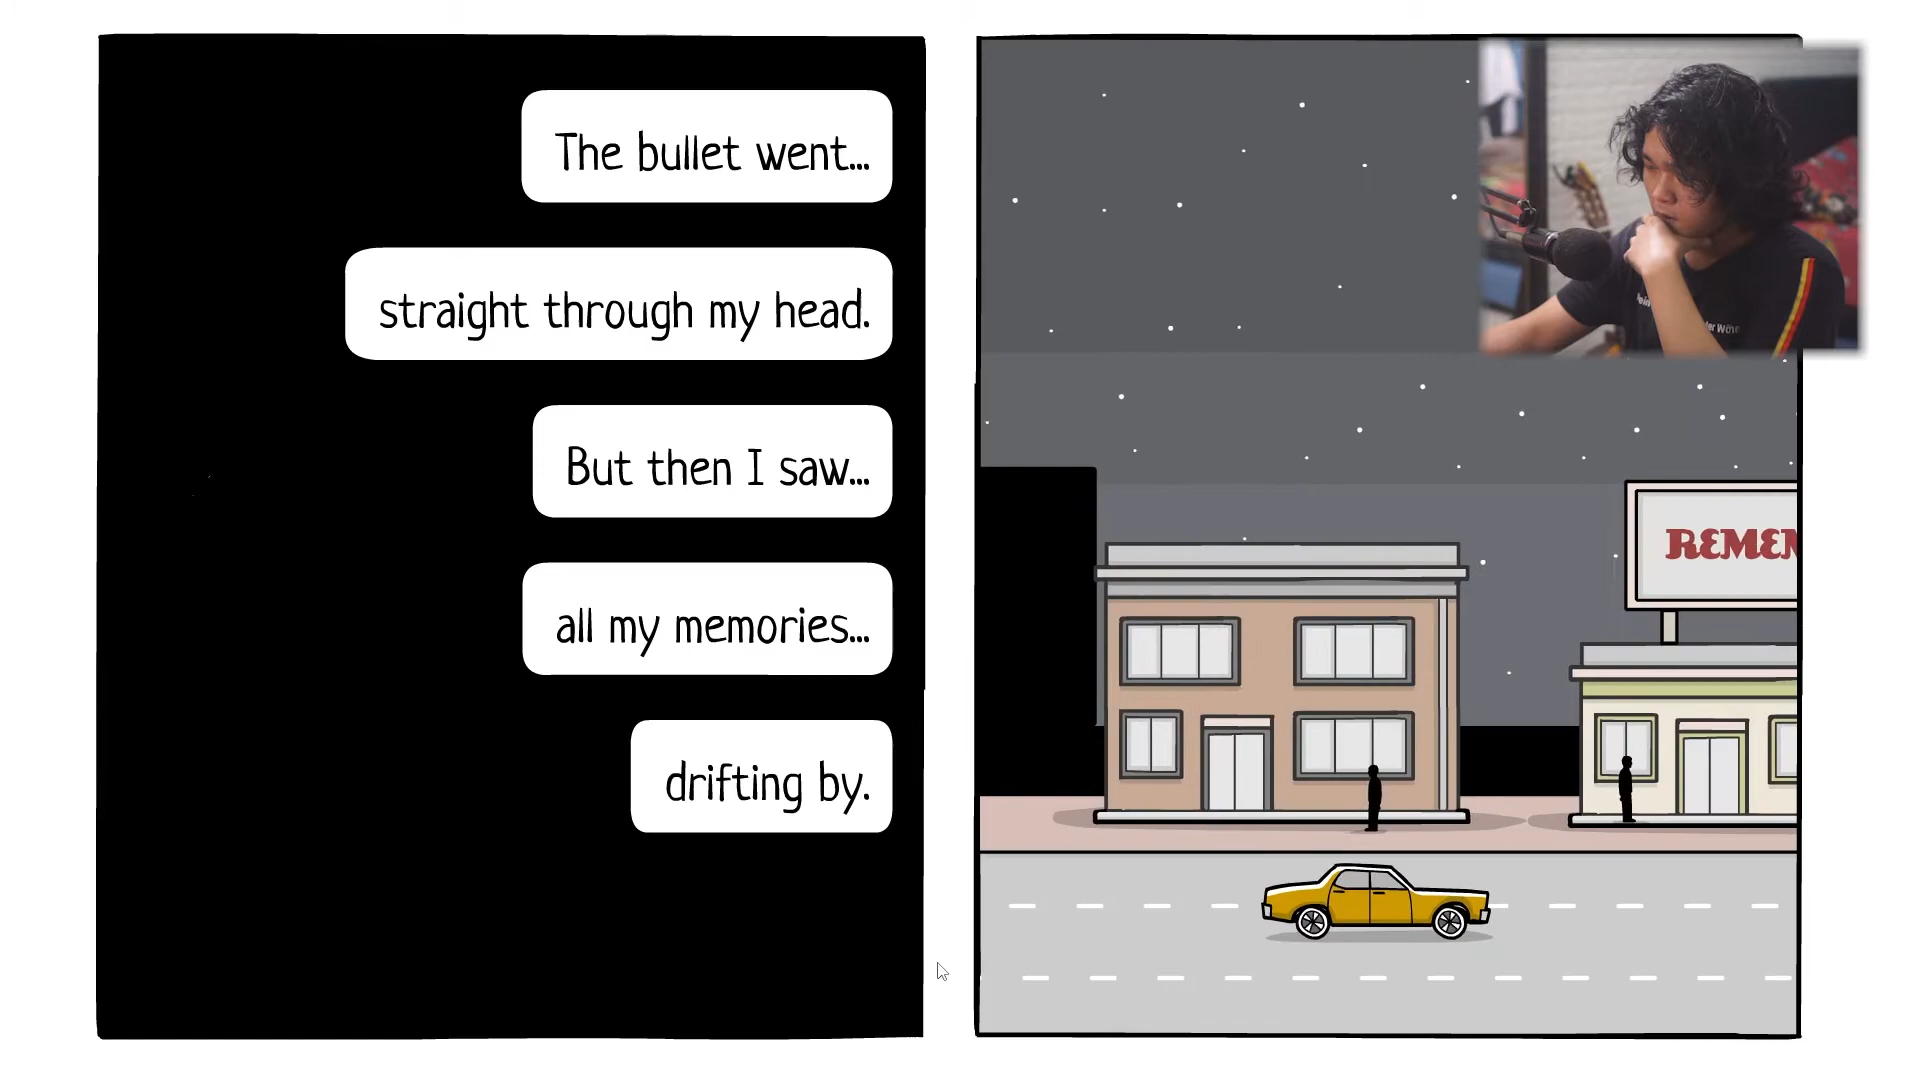 The bullet went...
straight through my head.
But then I saw...
all my memories...
drifting by.
REMEM